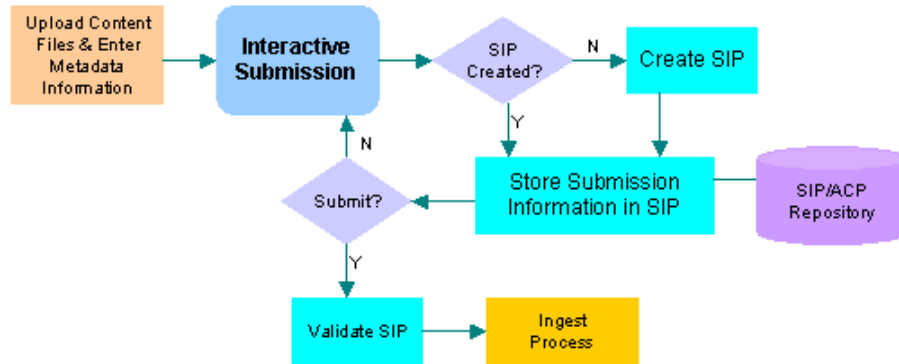 Upload Content
Files & Enter
Metadata
Information
Interactive
Submission
SIP
Created?
N
Create SIP
Y
N
Submit?
Store Submission
Information in SIP
SIP/ACP
Repository
Y
Validate SIP
Ingest
Process